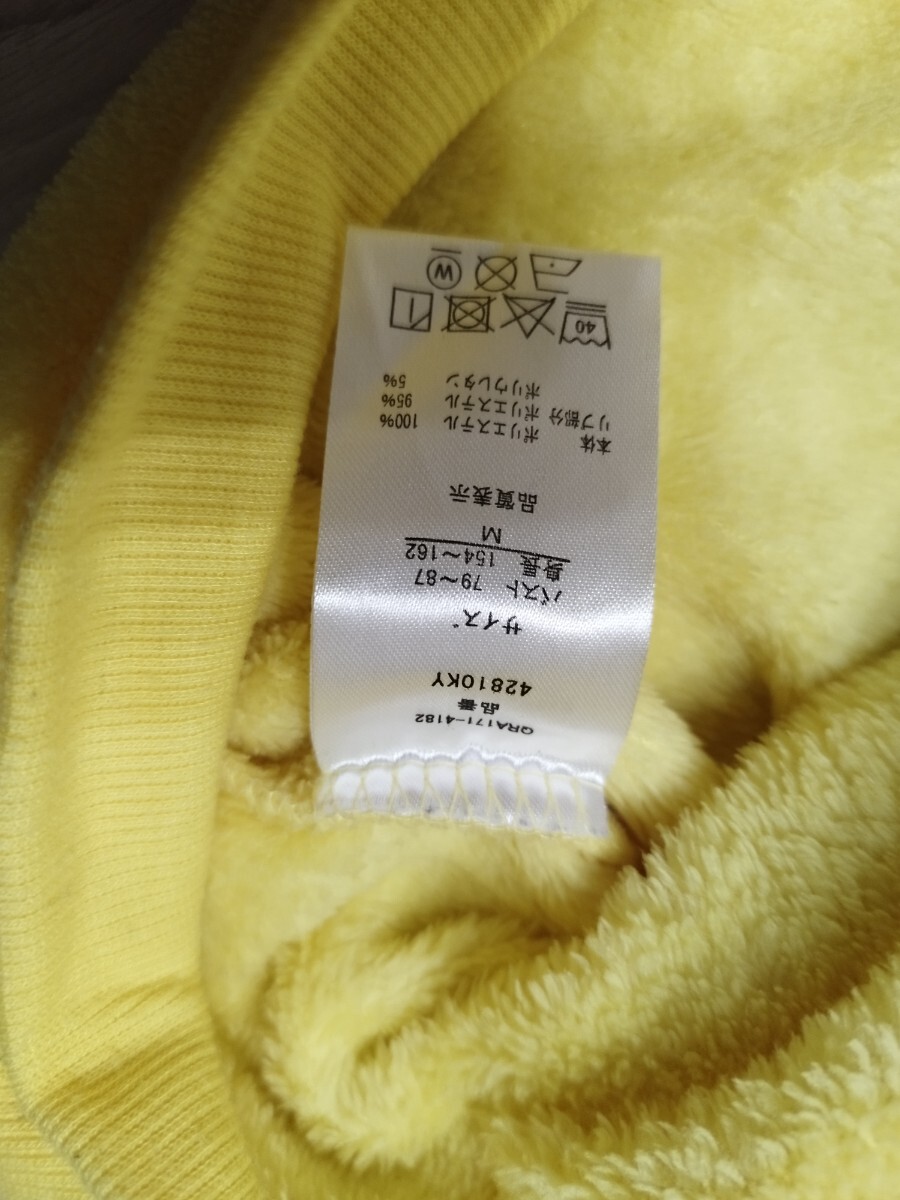 QRA171-4182
品番
42810KY
サイズ
バスト 79〜87
身長 154〜162
M
品質表示
本体 ポリエステル 100%
リブ部分 ポリエステル 95%
ポリウレタン 5%
40
W